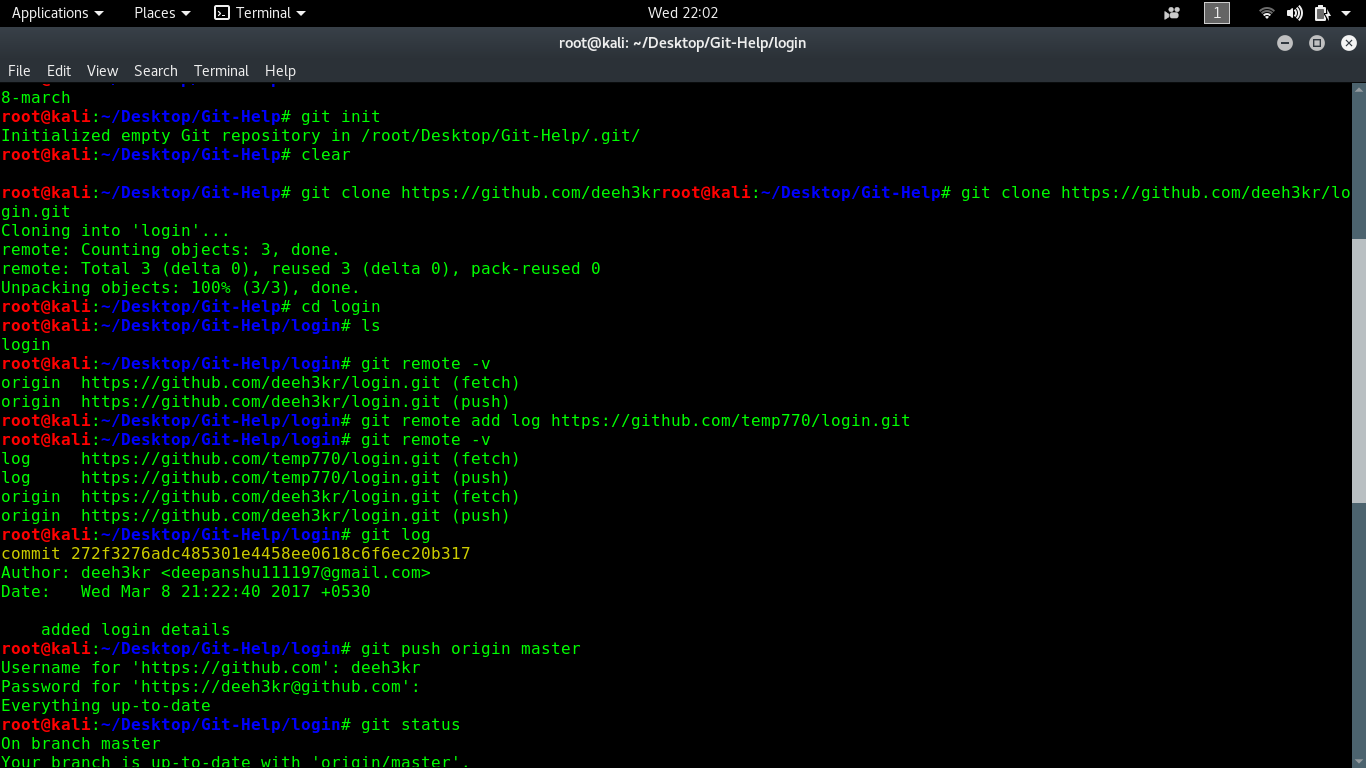 Applications Places Terminal Wed 22:02 1
root@kali: ~/Desktop/Git-Help/login
File Edit View Search Terminal Help
8-march
root@kali:~/Desktop/Git-Help# git init
Initialized empty Git repository in /root/Desktop/Git-Help/.git/
root@kali:~/Desktop/Git-Help# clear
root@kali:~/Desktop/Git-Help# git clone https://github.com/deeh3krroot@kali:~/Desktop/Git-Help# git clone https://github.com/deeh3kr/lo
gin.git
Cloning into 'login'...
remote: Counting objects: 3, done.
remote: Total 3 (delta 0), reused 3 (delta 0), pack-reused 0
Unpacking objects: 100% (3/3), done.
root@kali:~/Desktop/Git-Help# cd login
root@kali:~/Desktop/Git-Help/login# ls
login
root@kali:~/Desktop/Git-Help/login# git remote -v
origin  https://github.com/deeh3kr/login.git (fetch)
origin  https://github.com/deeh3kr/login.git (push)
root@kali:~/Desktop/Git-Help/login# git remote add log https://github.com/temp770/login.git
root@kali:~/Desktop/Git-Help/login# git remote -v
log     https://github.com/temp770/login.git (fetch)
log     https://github.com/temp770/login.git (push)
origin  https://github.com/deeh3kr/login.git (fetch)
origin  https://github.com/deeh3kr/login.git (push)
root@kali:~/Desktop/Git-Help/login# git log
commit 272f3276adc485301e4458ee0618c6f6ec20b317
Author: deeh3kr <deepanshu111197@gmail.com>
Date:   Wed Mar 8 21:22:40 2017 +0530
added login details
root@kali:~/Desktop/Git-Help/login# git push origin master
Username for 'https://github.com': deeh3kr
Password for 'https://deeh3kr@github.com':
Everything up-to-date
root@kali:~/Desktop/Git-Help/login# git status
On branch master
Your branch is up-to-date with 'origin/master'.